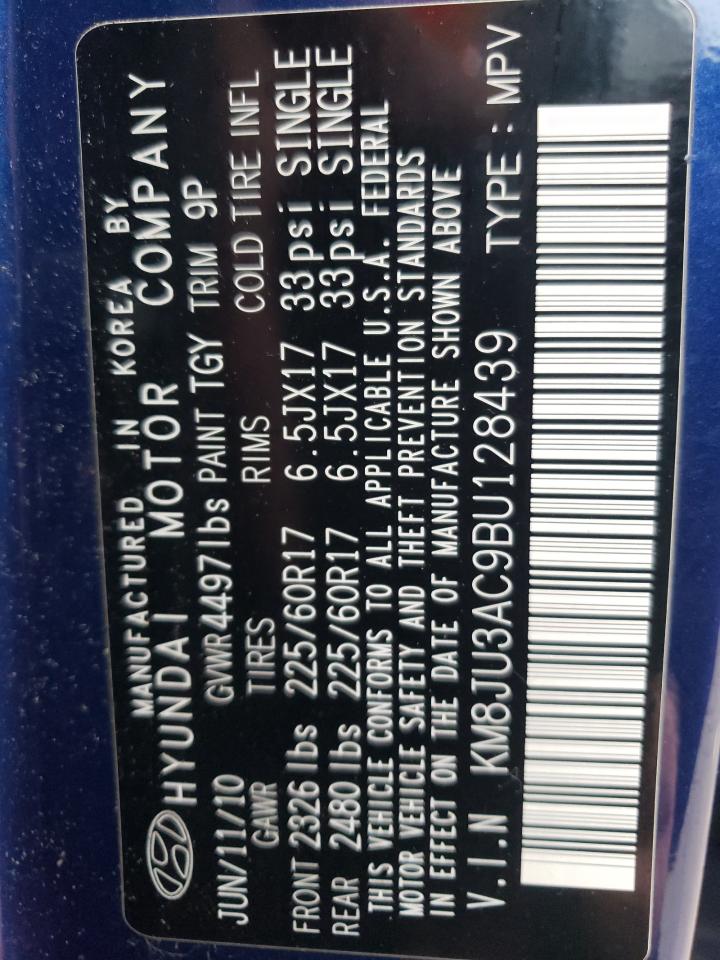 MANUFACTURED IN KOREA BY
HYUNDAI MOTOR COMPANY
JUN/11/10 GVWR 4497lbs PAINT TGY TRIM 9P
GAWR TIRES RIMS COLD TIRE INFL
FRONT 2326 lbs 225/60R17 6.5JX17 33psi SINGLE
REAR 2480 lbs 225/60R17 6.5JX17 33psi SINGLE
THIS VEHICLE CONFORMS TO ALL APPLICABLE U.S.A. FEDERAL
MOTOR VEHICLE SAFETY AND THEFT PREVENTION STANDARDS
IN EFFECT ON THE DATE OF MANUFACTURE SHOWN ABOVE
V.I.N KM8JU3AC9BU128439 TYPE: MPV